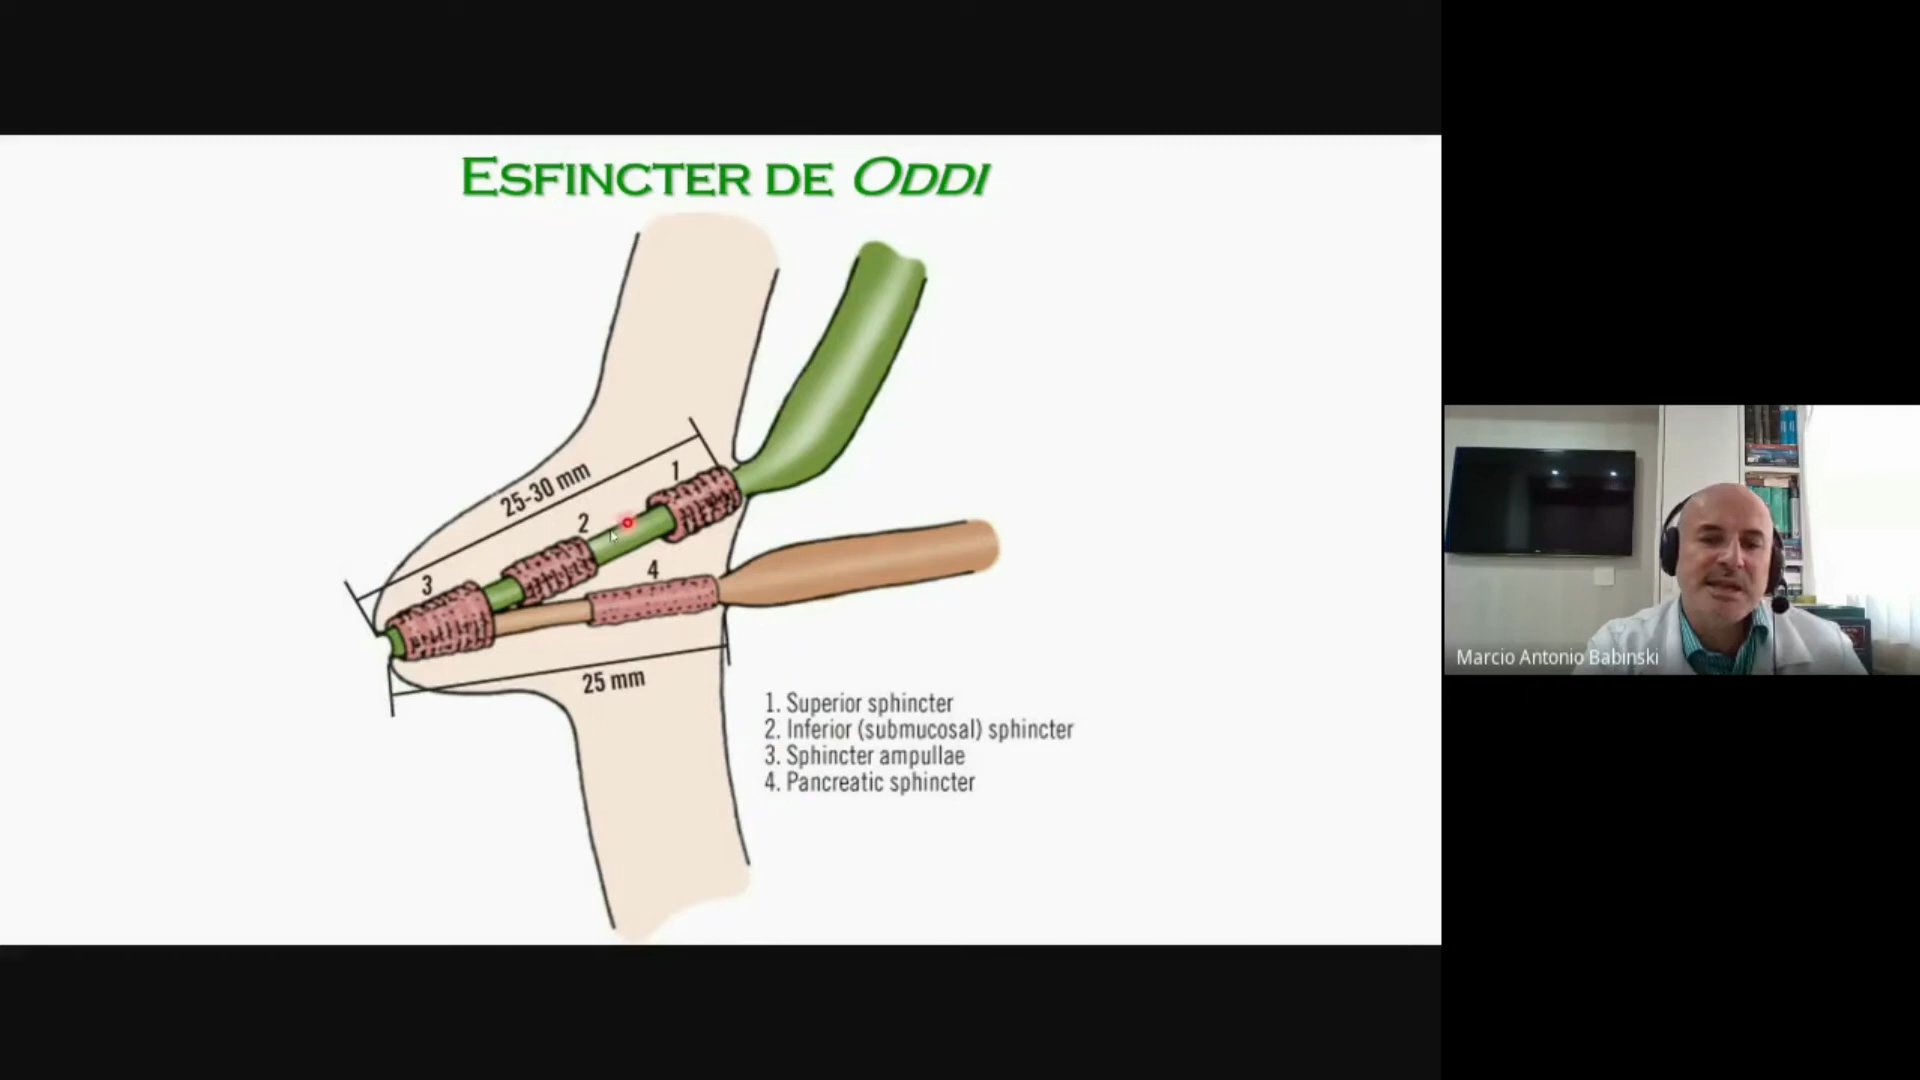 ESFINCTER DE ODDI
25-30 mm
1
2
3
4
25 mm
1. Superior sphincter
2. Inferior (submucosal) sphincter
3. Sphincter ampullae
4. Pancreatic sphincter
Marcio Antonio Babinski